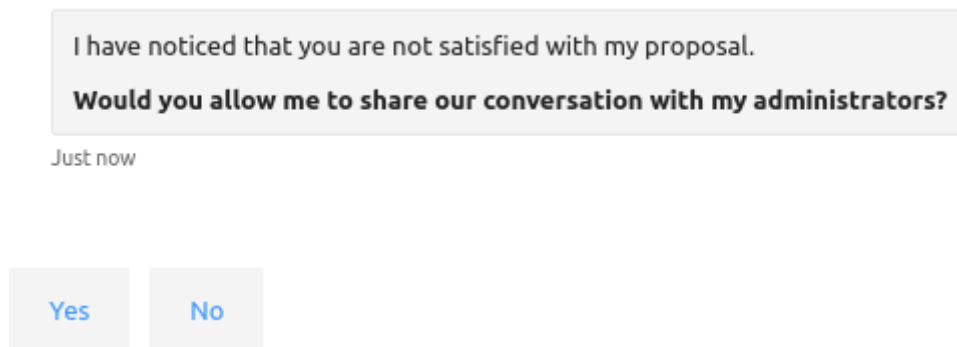 I have noticed that you are not satisfied with my proposal.
Would you allow me to share our conversation with my administrators?
Just now
Yes
No